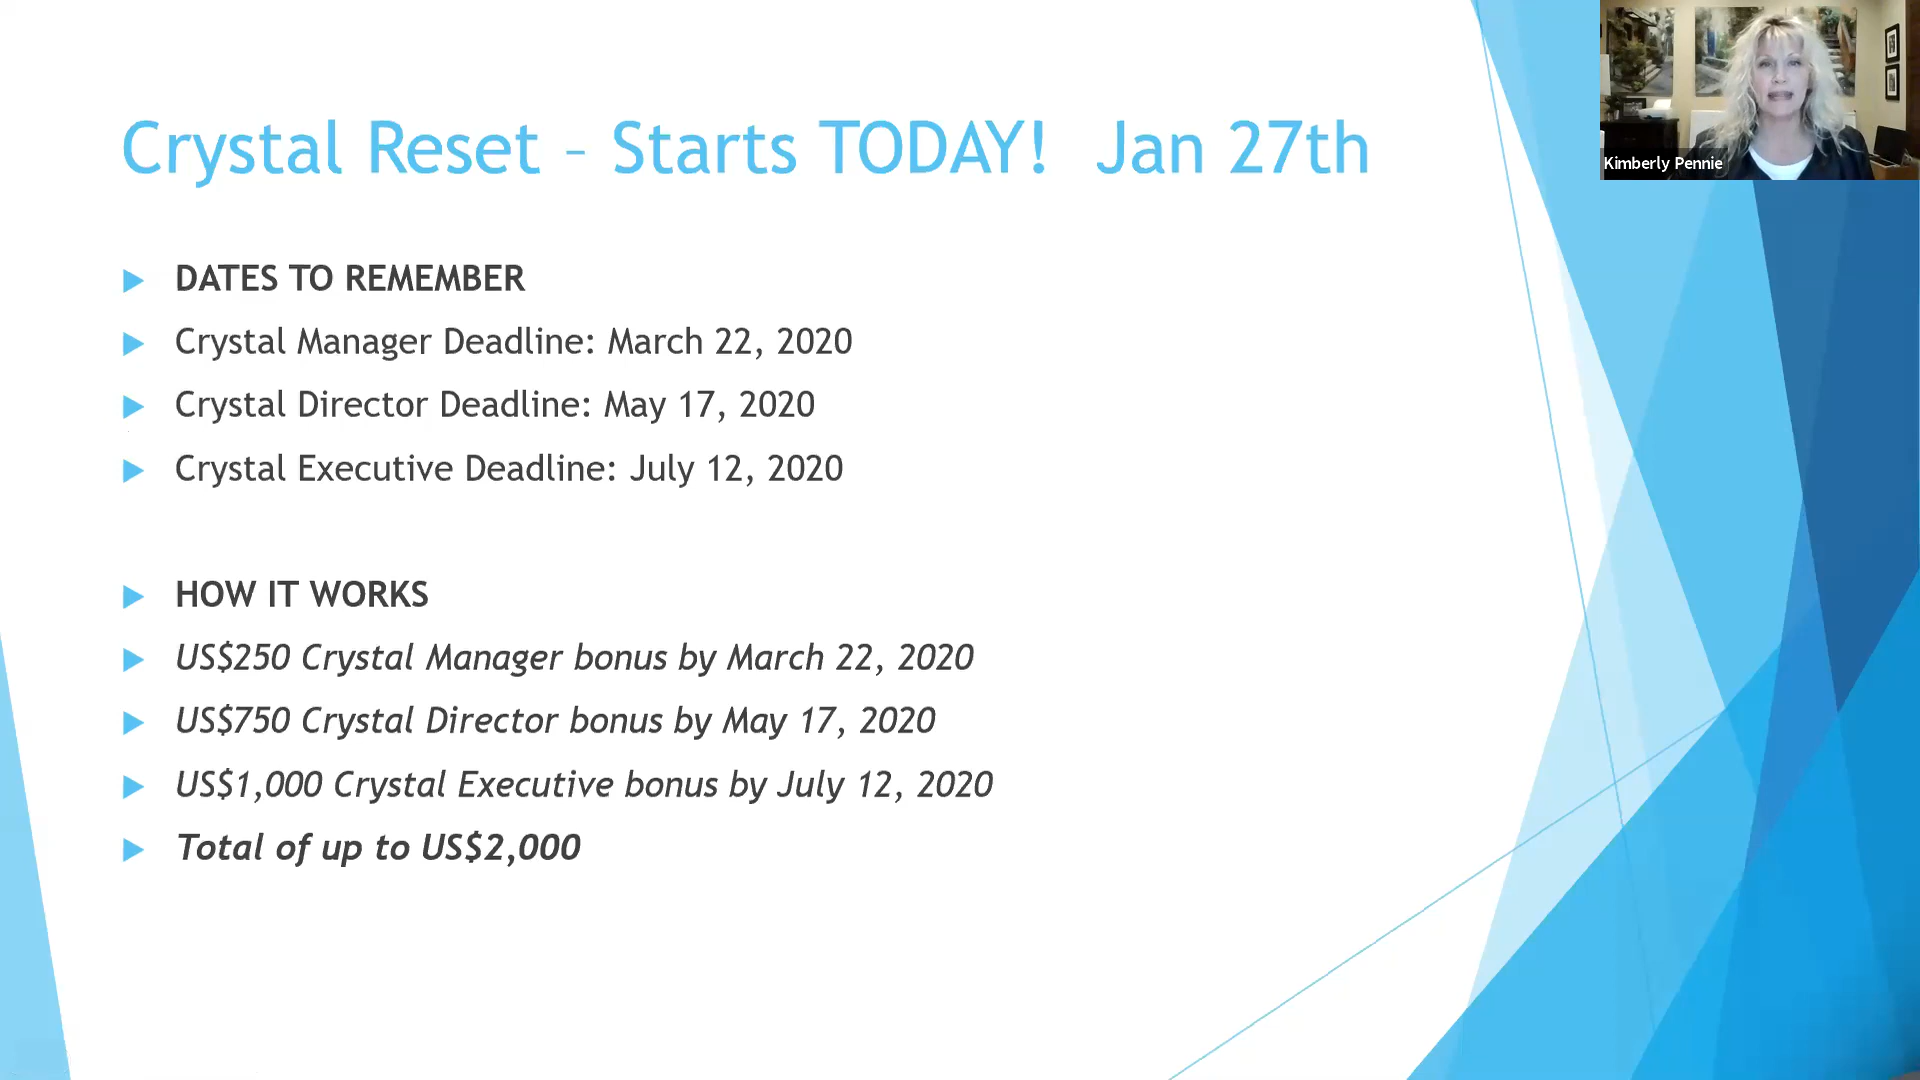 Crystal Reset – Starts TODAY! Jan 27th
Kimberly Pennie
DATES TO REMEMBER
Crystal Manager Deadline: March 22, 2020
Crystal Director Deadline: May 17, 2020
Crystal Executive Deadline: July 12, 2020
HOW IT WORKS
US$250 Crystal Manager bonus by March 22, 2020
US$750 Crystal Director bonus by May 17, 2020
US$1,000 Crystal Executive bonus by July 12, 2020
Total of up to US$2,000